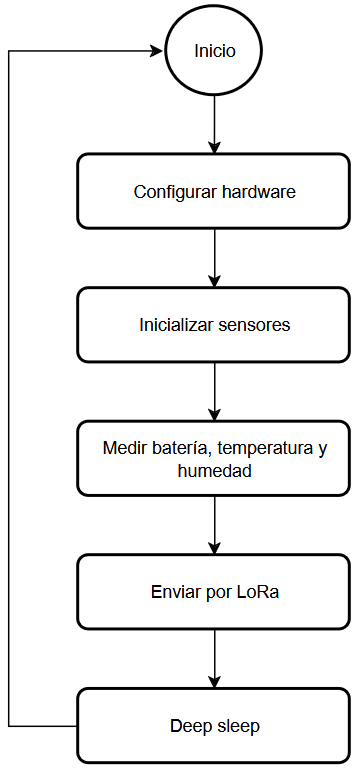 Inicio
Configurar hardware
Inicializar sensores
Medir batería, temperatura y
humedad
Enviar por LoRa
Deep sleep